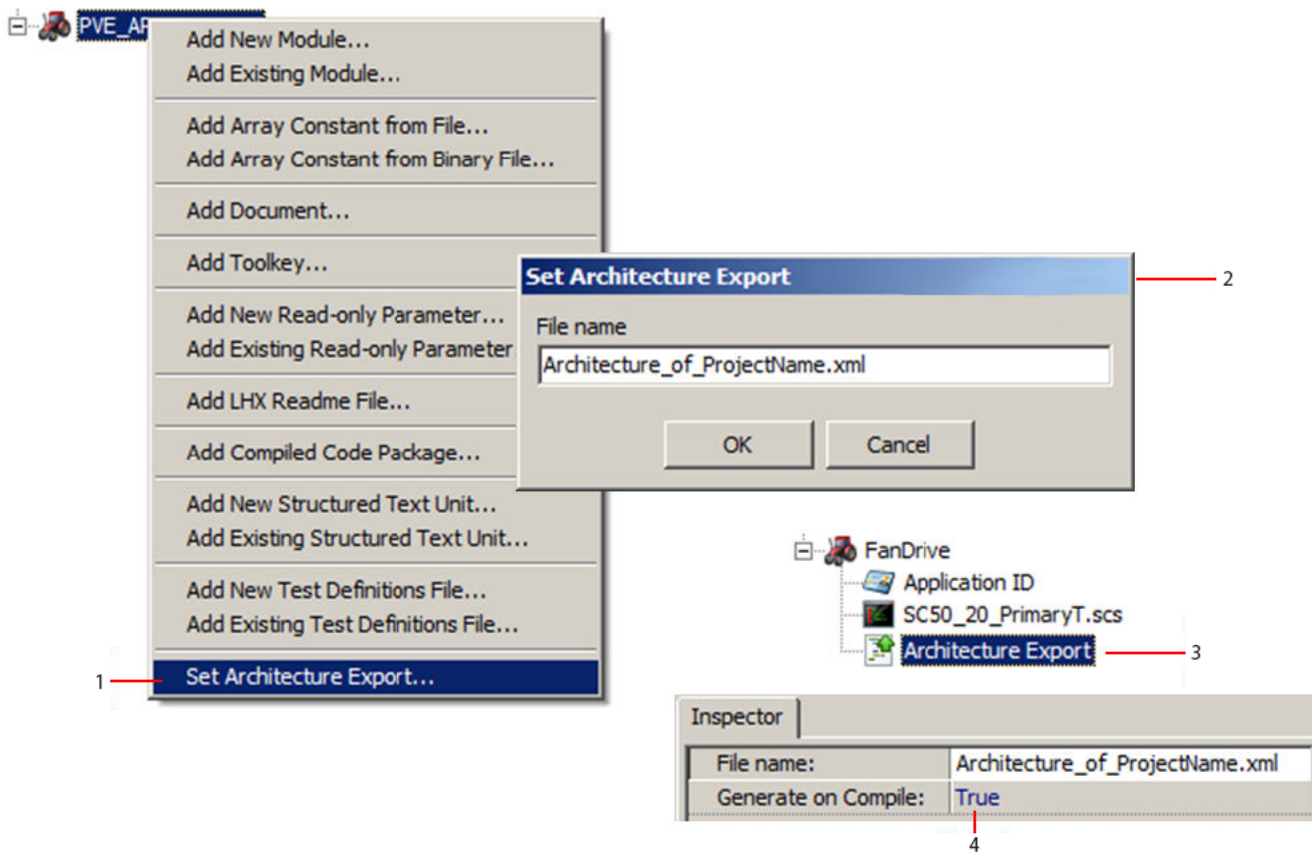 PVE_AP
Add New Module...
Add Existing Module...
Add Array Constant from File...
Add Array Constant from Binary File...
Add Document...
Add Toolkey...
Add New Read-only Parameter...
Add Existing Read-only Parameter
Add LHX Readme File...
Add Compiled Code Package...
Add New Structured Text Unit...
Add Existing Structured Text Unit...
Add New Test Definitions File...
Add Existing Test Definitions File...
1
Set Architecture Export...
Set Architecture Export
2
File name
Architecture_of_ProjectName.xml
OK Cancel
FanDrive
Application ID
SC50_20_PrimaryT.scs
Architecture Export
3
Inspector
File name: Architecture_of_ProjectName.xml
Generate on Compile: True
4